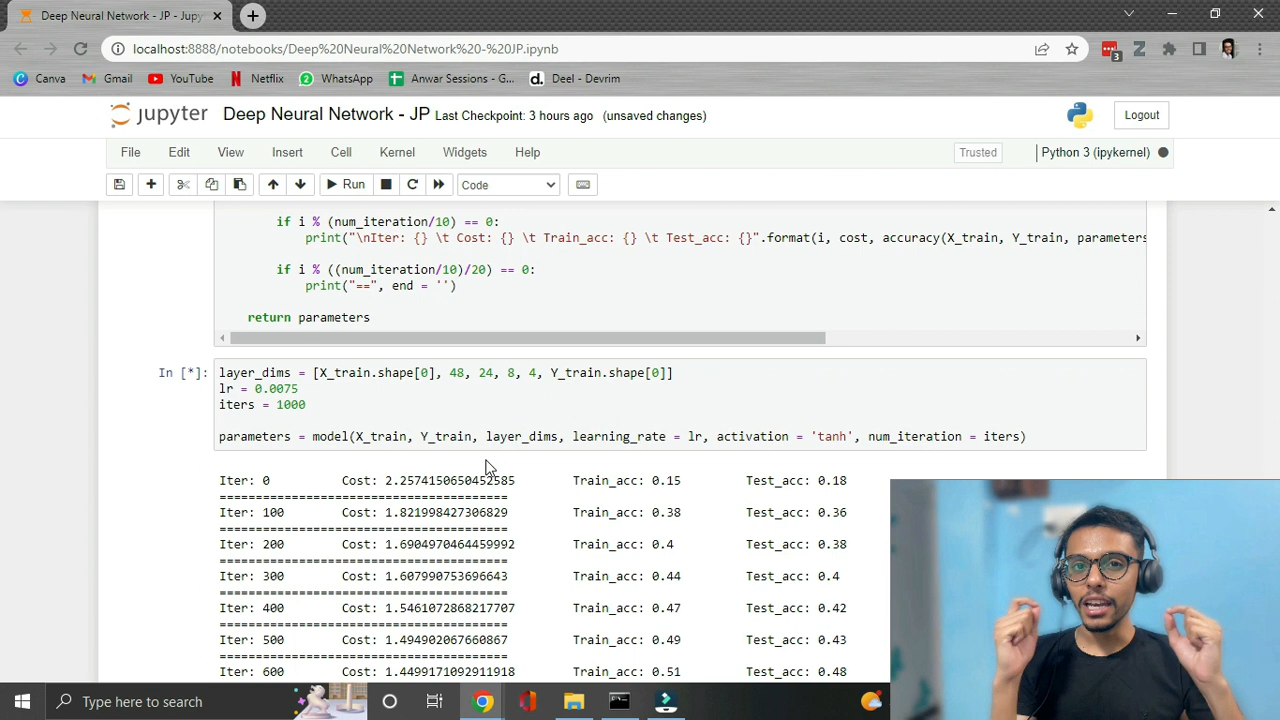 Deep Neural Network - JP - Jupy
localhost:8888/notebooks/Deep%20Neural%20Network%20-%20JP.ipynb
3
Canva
Gmail
YouTube
Netflix
2
WhatsApp
Anwar Sessions - G...
d.
Deel - Devrim
jupyter
Deep Neural Network - JP Last Checkpoint: 3 hours ago (unsaved changes)
Logout
File Edit View Insert Cell Kernel Widgets Help
Trusted
Python 3 (ipykernel)
Run
Code
if i % (num_iteration/10) == 0:
print("\nIter: {} \t Cost: {} \t Train_acc: {} \t Test_acc: {}".format(i, cost, accuracy(X_train, Y_train, parameters
if i % ((num_iteration/10)/20) == 0:
print("==", end = '')
return parameters
In [*]:
layer_dims = [X_train.shape[0], 48, 24, 8, 4, Y_train.shape[0]]
lr = 0.0075
iters = 1000
parameters = model(X_train, Y_train, layer_dims, learning_rate = lr, activation = 'tanh', num_iteration = iters)
Iter: 0 Cost: 2.2574150650452585 Train_acc: 0.15 Test_acc: 0.18
========================================
Iter: 100 Cost: 1.821998427306829 Train_acc: 0.38 Test_acc: 0.36
========================================
Iter: 200 Cost: 1.6904970464459992 Train_acc: 0.4 Test_acc: 0.38
========================================
Iter: 300 Cost: 1.607990753696643 Train_acc: 0.44 Test_acc: 0.4
========================================
Iter: 400 Cost: 1.5461072868217707 Train_acc: 0.47 Test_acc: 0.42
========================================
Iter: 500 Cost: 1.494902067660867 Train_acc: 0.49 Test_acc: 0.43
========================================
Iter: 600 Cost: 1.4499171092911918 Train_acc: 0.51 Test_acc: 0.48
Type here to search